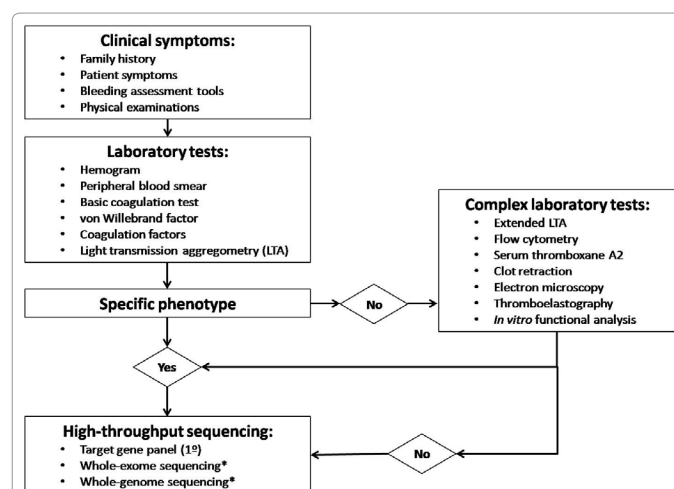 Clinical symptoms:
• Family history
• Patient symptoms
• Bleeding assessment tools
• Physical examinations
Laboratory tests:
• Hemogram
• Peripheral blood smear
• Basic coagulation test
• von Willebrand factor
• Coagulation factors
• Light transmission aggregometry (LTA)
Specific phenotype
No
Complex laboratory tests:
• Extended LTA
• Flow cytometry
• Serum thromboxane A2
• Clot retraction
• Electron microscopy
• Thromboelastography
• In vitro functional analysis
Yes
No
High-throughput sequencing:
• Target gene panel (1º)
• Whole-exome sequencing*
• Whole-genome sequencing*